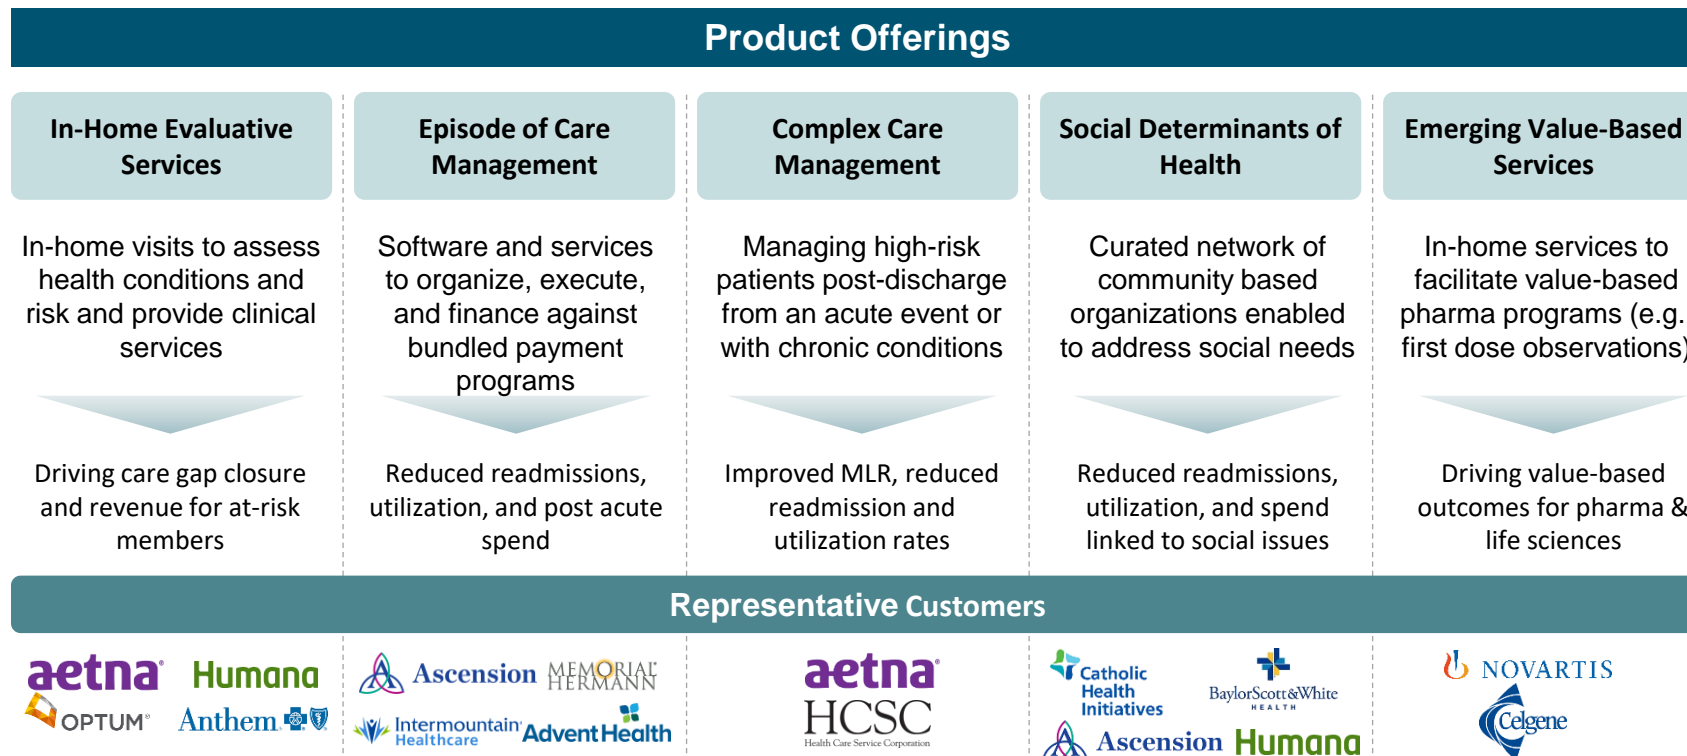 Product Offerings
In-Home Evaluative
Services
In-home visits to assess
health conditions and
risk and provide clinical
services
Driving care gap closure
and revenue for at-risk
members
Episode of Care
Management
Software and services
to organize, execute,
and finance against
bundled payment
programs
Reduced readmissions,
utilization, and post acute
spend
Complex Care
Management
Managing high-risk
patients post-discharge
from an acute event or
with chronic conditions
Improved MLR, reduced
readmission and
utilization rates
Social Determinants of
Health
Curated network of
community based
organizations enabled
to address social needs
Reduced readmissions,
utilization, and spend
linked to social issues
Emerging Value-Based
Services
In-home services to
facilitate value-based
pharma programs (e.g.
first dose observations)
Driving value-based
outcomes for pharma &
life sciences
Representative Customers
aetna®
Humana
OPTUM®
Anthem
Ascension
MEMORIAL
HERMANN
Intermountain®
Healthcare
AdventHealth
aetna®
HCSC
Health Care Service Corporation
Catholic
Health
Initiatives
BaylorScott&White
HEALTH
Ascension
Humana
NOVARTIS
Celgene